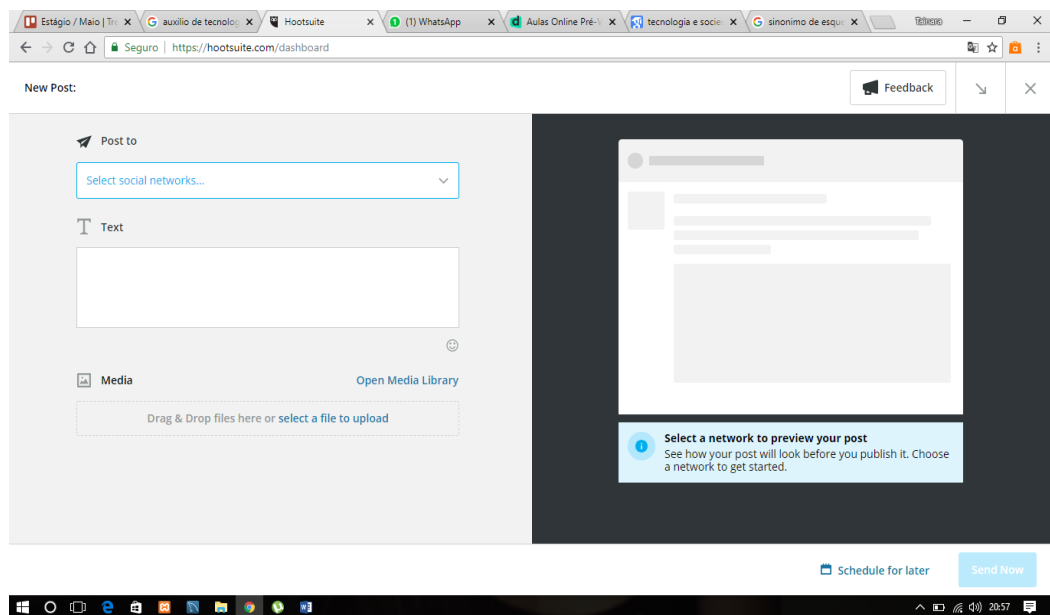 Estágio / Maio | Tre
auxilio de tecnolog
Hootsuite
(1) WhatsApp
Aulas Online Pré-V
tecnologia e socied
sinonimo de esque
Tainara
Seguro | https://hootsuite.com/dashboard
New Post:
Feedback
Post to
Select social networks...
Text
Media
Open Media Library
Drag & Drop files here or select a file to upload
Select a network to preview your post
See how your post will look before you publish it. Choose
a network to get started.
Schedule for later
Send Now
20:57